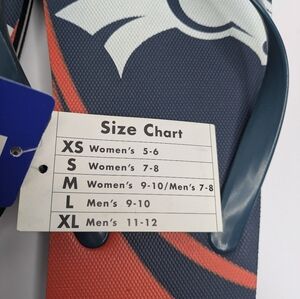 Size Chart
XS Women's 5-6
S Women's 7-8
M Women's 9-10/Men's 7-8
L Men's 9-10
XL Men's 11-12